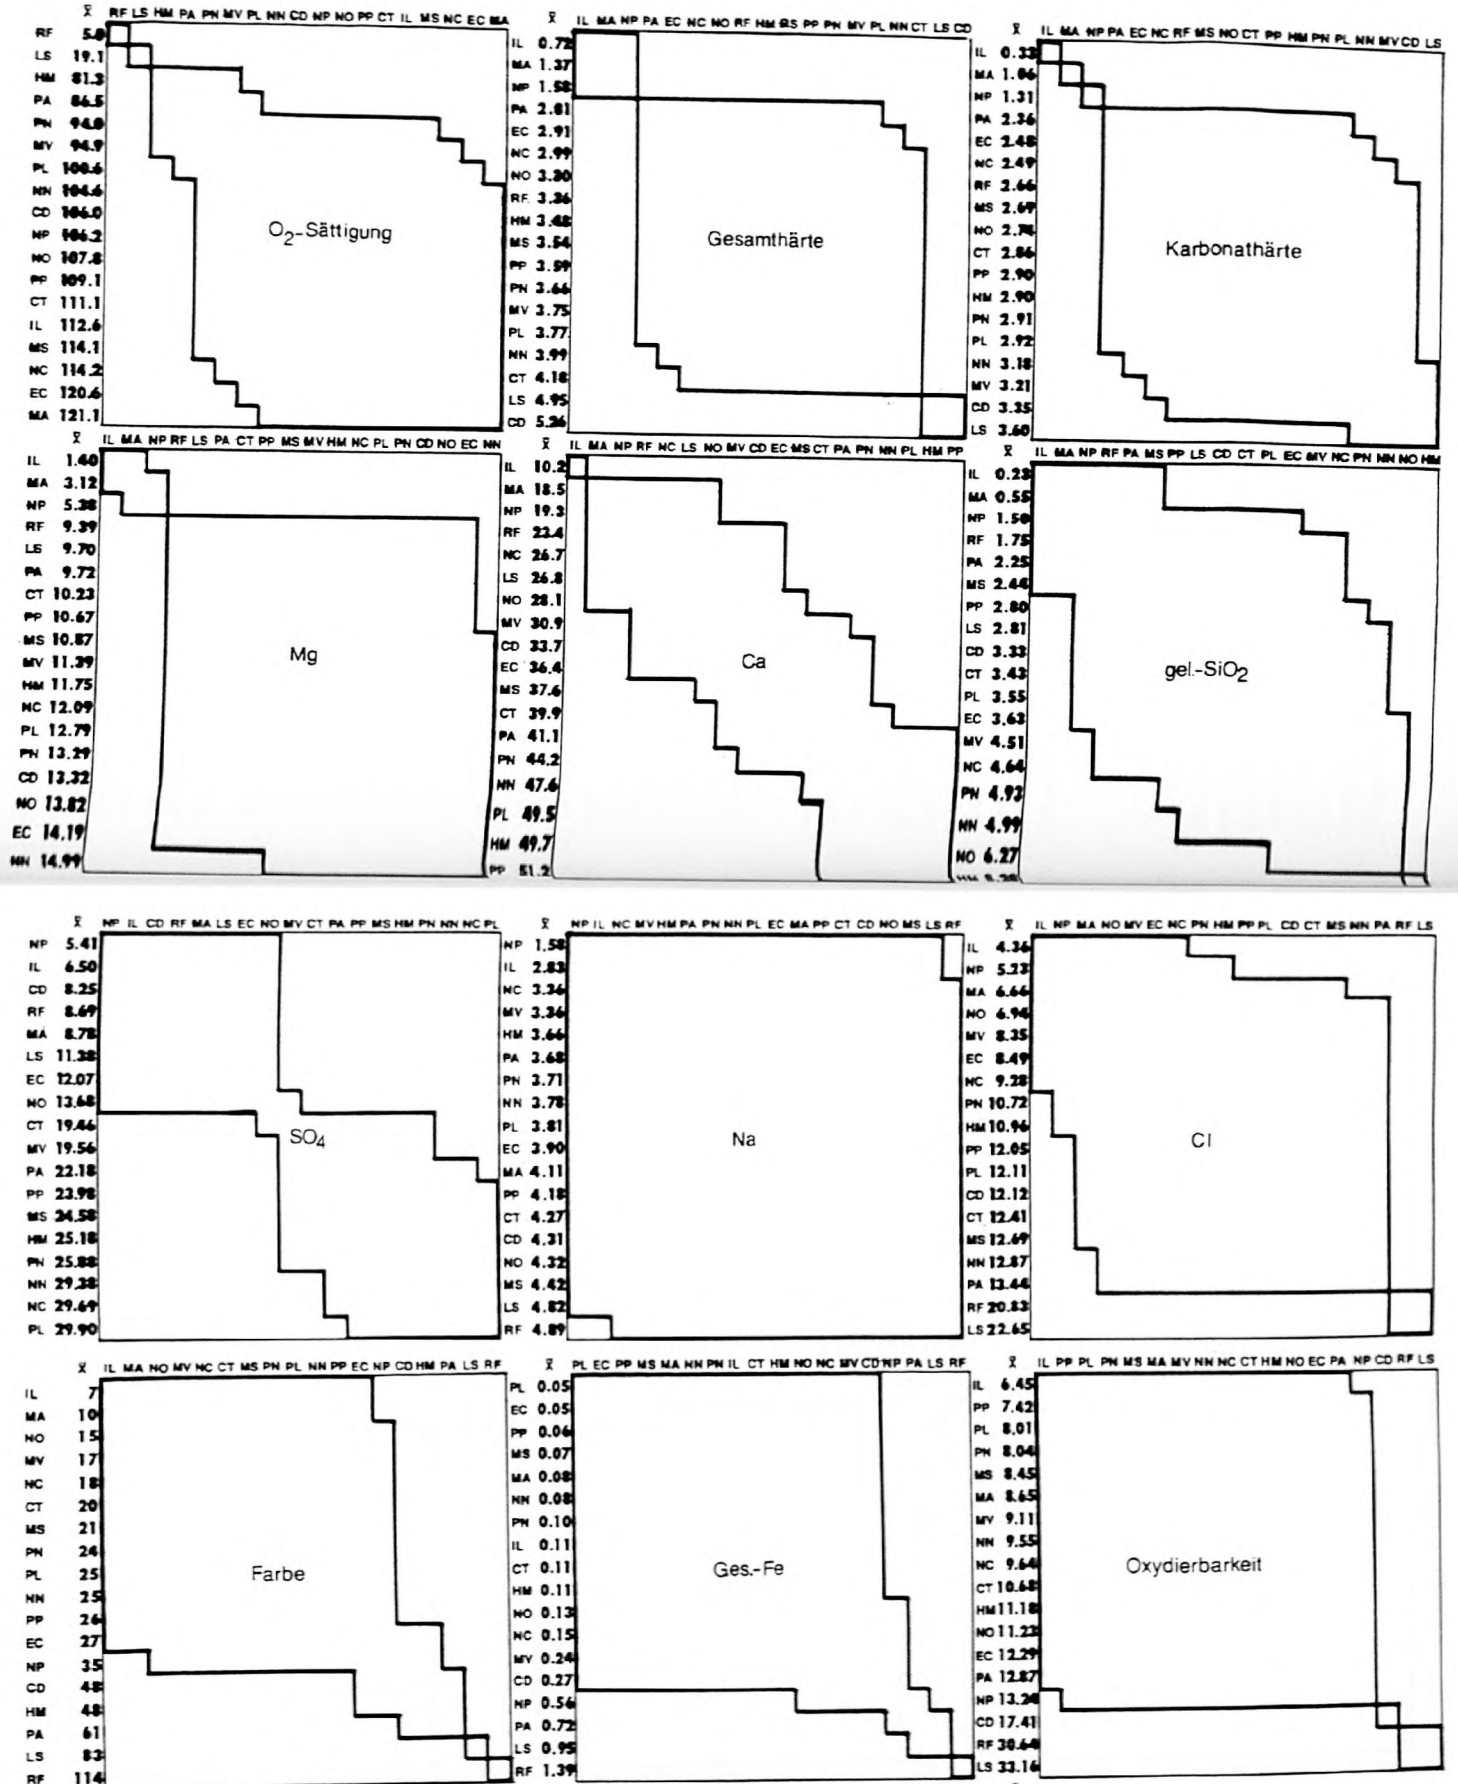 x̄ RF LS HM PA PN MV PL NN CD NP NO PP CT IL MS NC EC MA
RF 5.0
LS 19.1
HM 81.3
PA 86.5
PN 94.0
MV 94.9
PL 100.6
NN 104.6
CD 106.0
NP 106.2
NO 107.8
PP 109.1
CT 111.1
IL 112.6
MS 114.1
NC 114.2
EC 120.6
MA 121.1
O2-Sättigung
x̄ IL MA NP PA EC NC NO RF HM MS PP PN MV PL NN CT LS CD
IL 0.72
MA 1.37
NP 1.58
PA 2.81
EC 2.91
NC 2.99
NO 3.30
RF 3.36
HM 3.48
MS 3.54
PP 3.59
PN 3.66
MV 3.75
PL 3.77
NN 3.99
CT 4.18
LS 4.95
CD 5.26
Gesamthärte
x̄ IL MA NP PA EC NC RF MS NO CT PP HM PN PL NN MV CD LS
IL 0.33
MA 1.06
NP 1.31
PA 2.36
EC 2.48
NC 2.49
RF 2.66
MS 2.69
NO 2.74
CT 2.86
PP 2.90
HM 2.90
PN 2.91
PL 2.92
NN 3.18
MV 3.21
CD 3.35
LS 3.60
Karbonathärte
x̄ IL MA NP RF LS PA CT PP MS MV HM NC PL PN CD NO EC NN
IL 1.40
MA 3.12
NP 5.38
RF 9.39
LS 9.70
PA 9.72
CT 10.23
PP 10.67
MS 10.87
MV 11.39
HM 11.75
NC 12.09
PL 12.79
PN 13.29
CD 13.32
NO 13.82
EC 14.19
NN 14.99
Mg
x̄ IL MA NP RF NC LS NO MV CD EC MS CT PA PN NN PL HM PP
IL 10.2
MA 18.5
NP 19.3
RF 23.4
NC 26.7
LS 26.8
NO 28.1
MV 30.9
CD 33.7
EC 36.4
MS 37.6
CT 39.9
PA 41.1
PN 44.2
NN 47.6
PL 49.5
HM 49.7
PP 51.2
Ca
x̄ IL MA NP RF PA MS PP LS CD CT PL EC MV NC PN NN NO HM
IL 0.23
MA 0.55
NP 1.50
RF 1.75
PA 2.25
MS 2.44
PP 2.80
LS 2.81
CD 3.33
CT 3.43
PL 3.55
EC 3.63
MV 4.51
NC 4.64
PN 4.93
NN 4.99
NO 6.27
gel.-SiO2
x̄ NP IL CD RF MA LS EC NO MV CT PA PP MS HM PN NN NC PL
NP 5.41
IL 6.50
CD 8.25
RF 8.69
MA 8.78
LS 11.38
EC 12.07
NO 13.68
CT 19.46
MV 19.56
PA 22.18
PP 23.98
MS 24.58
HM 25.18
PN 25.88
NN 29.38
NC 29.69
PL 29.90
SO4
x̄ NP IL NC MV HM PA PN NN PL EC MA PP CT CD NO MS LS RF
NP 1.58
IL 2.83
NC 3.36
MV 3.36
HM 3.66
PA 3.68
PN 3.71
NN 3.78
PL 3.81
EC 3.90
MA 4.11
PP 4.18
CT 4.27
CD 4.31
NO 4.32
MS 4.42
LS 4.82
RF 4.89
Na
x̄ IL NP MA NO MV EC NC PN HM PP PL CD CT MS NN PA RF LS
IL 4.36
NP 5.23
MA 6.66
NO 6.94
MV 8.35
EC 8.49
NC 9.28
PN 10.72
HM 10.96
PP 12.05
PL 12.11
CD 12.12
CT 12.41
MS 12.69
NN 12.87
PA 13.44
RF 20.83
LS 22.65
Cl
x̄ IL MA NO MV NC CT MS PN PL NN PP EC NP CD HM PA LS RF
IL 7
MA 10
NO 15
MV 17
NC 18
CT 20
MS 21
PN 24
PL 25
NN 25
PP 26
EC 27
NP 35
CD 48
HM 48
PA 61
LS 83
RF 114
Farbe
x̄ PL EC PP MS MA NN PN IL CT HM NO NC MV CD NP PA LS RF
PL 0.05
EC 0.05
PP 0.06
MS 0.07
MA 0.08
NN 0.08
PN 0.10
IL 0.11
CT 0.11
HM 0.11
NO 0.13
NC 0.15
MV 0.24
CD 0.27
NP 0.56
PA 0.72
LS 0.95
RF 1.39
Ges.-Fe
x̄ IL PP PL PN MS MA MV NN NC CT HM NO EC PA NP CD RF LS
IL 6.45
PP 7.42
PL 8.01
PN 8.04
MS 8.45
MA 8.65
MV 9.11
NN 9.55
NC 9.64
CT 10.68
HM 11.18
NO 11.23
EC 12.29
PA 12.87
NP 13.24
CD 17.41
RF 30.64
LS 33.16
Oxydierbarkeit